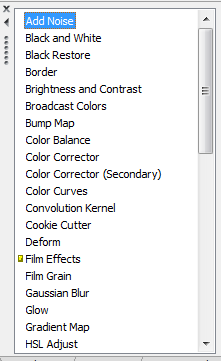 Add Noise
Black and White
Black Restore
Border
Brightness and Contrast
Broadcast Colors
Bump Map
Color Balance
Color Corrector
Color Corrector (Secondary)
Color Curves
Convolution Kernel
Cookie Cutter
Deform
Film Effects
Film Grain
Gaussian Blur
Glow
Gradient Map
HSL Adjust